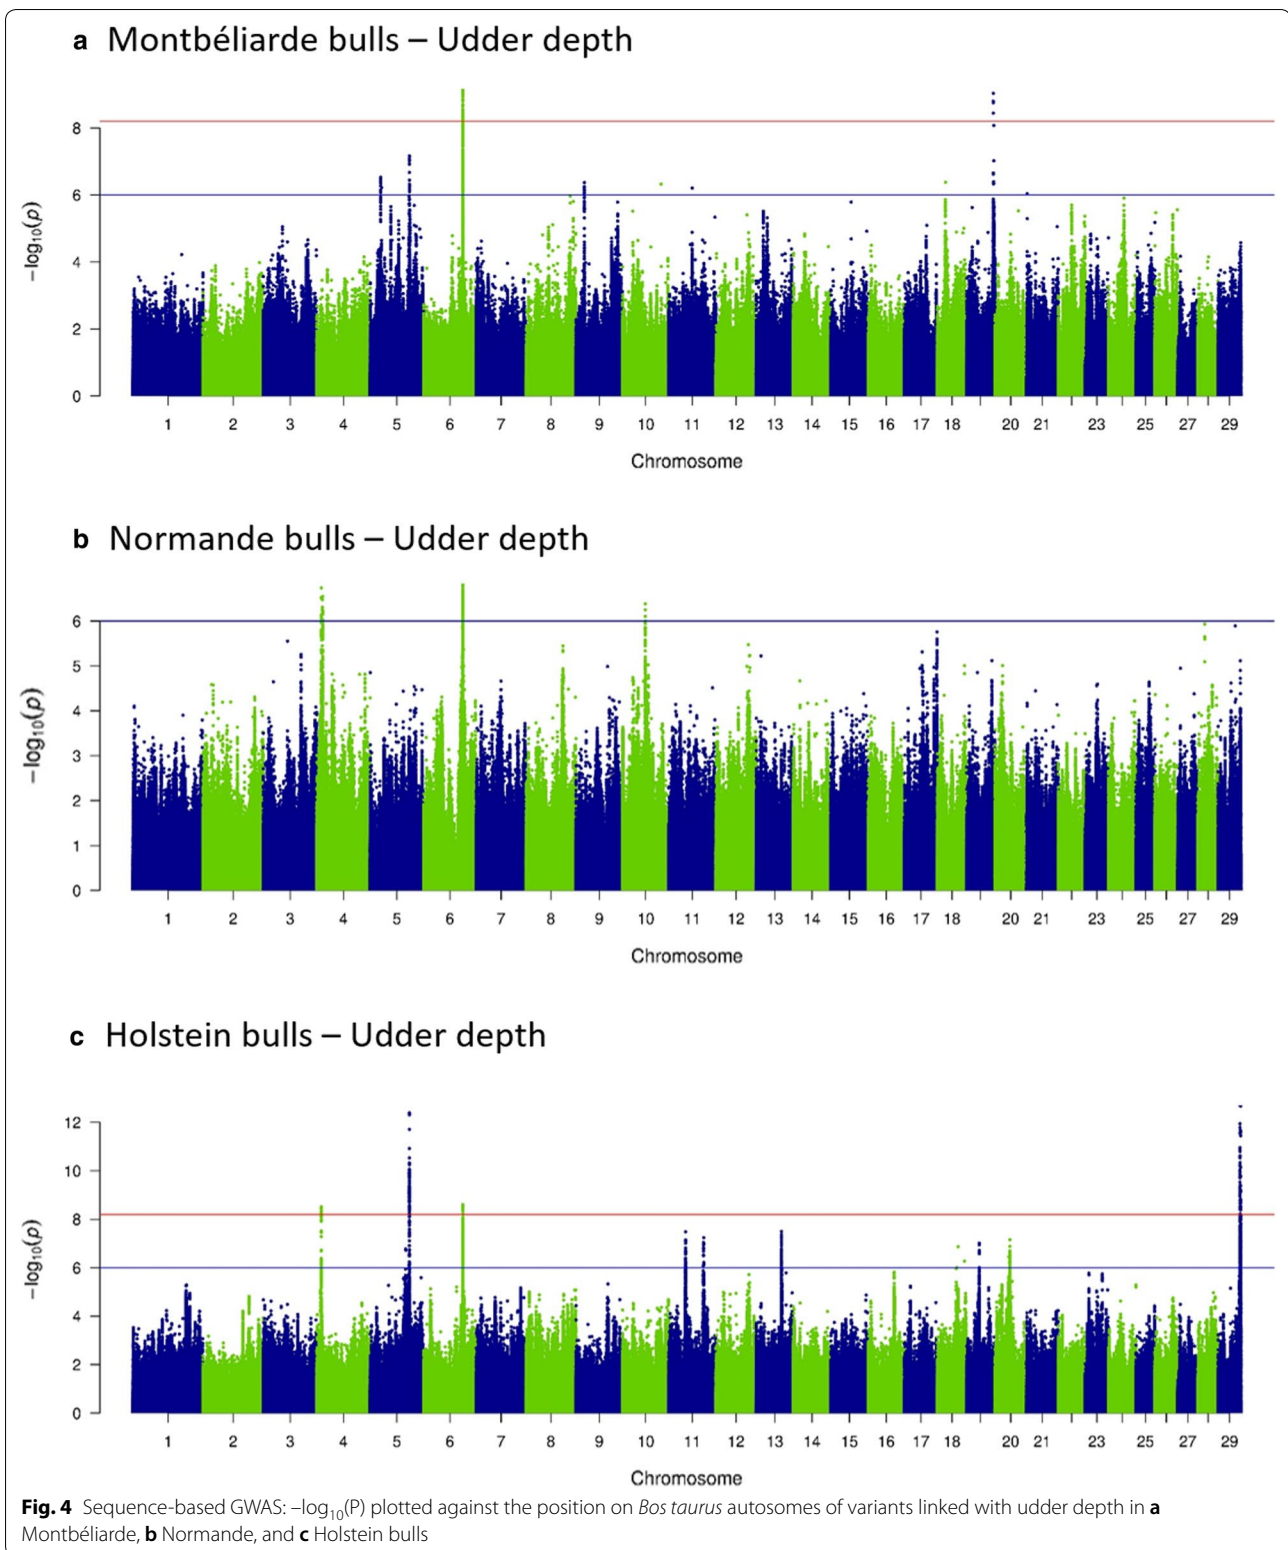 a Montbéliarde bulls – Udder depth
8
6
4
2
0
−log10(p)
1 2 3 4 5 6 7 8 9 10 11 12 13 14 15 16 17 18 20 21 23 25 27 29
Chromosome
b Normande bulls – Udder depth
6
5
4
3
2
1
0
−log10(p)
1 2 3 4 5 6 7 8 9 10 11 12 13 14 15 16 17 18 20 21 23 25 27 29
Chromosome
c Holstein bulls – Udder depth
12
10
8
6
4
2
0
−log10(p)
1 2 3 4 5 6 7 8 9 10 11 12 13 14 15 16 17 18 20 21 23 25 27 29
Chromosome
Fig. 4 Sequence-based GWAS: –log10(P) plotted against the position on Bos taurus autosomes of variants linked with udder depth in a
Montbéliarde, b Normande, and c Holstein bulls